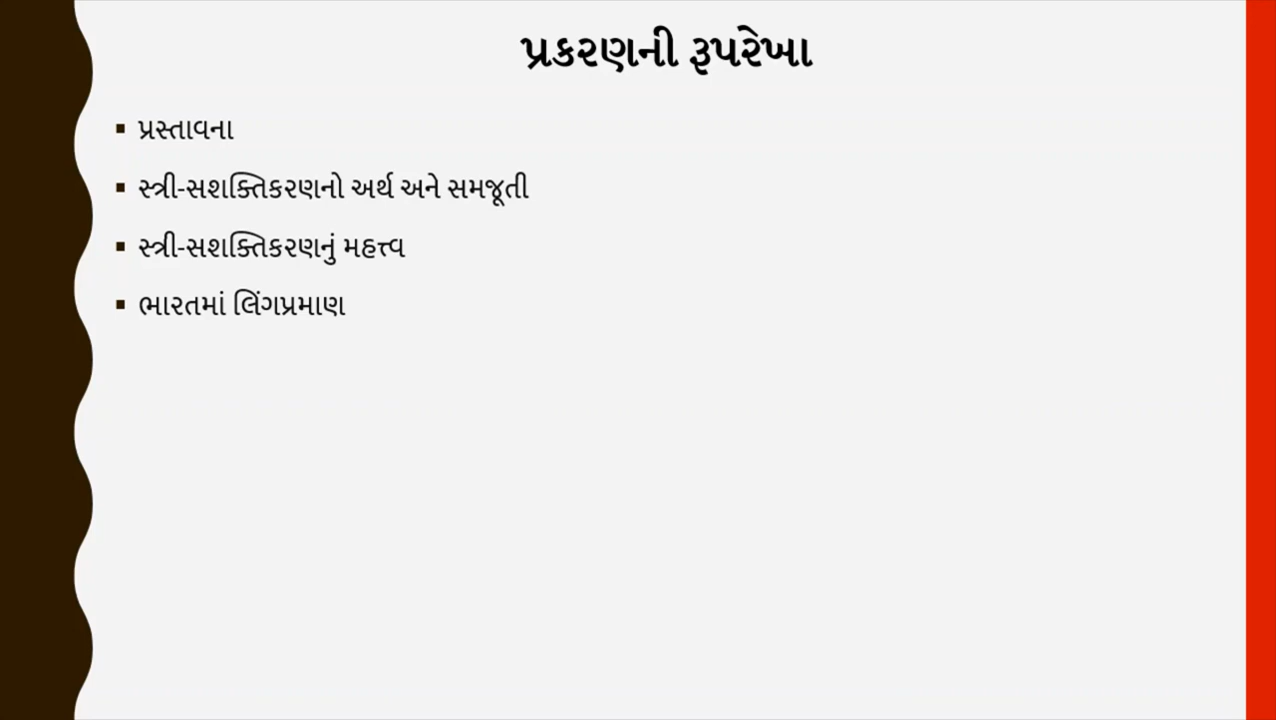 પ્રકરણની રૂપરેખા
▪ પ્રસ્તાવના
▪ સ્ત્રી-સશક્તિકરણનો અર્થ અને સમજૂતી
▪ સ્ત્રી-સશક્તિકરણનું મહત્ત્વ
▪ ભારતમાં લિંગપ્રમાણ